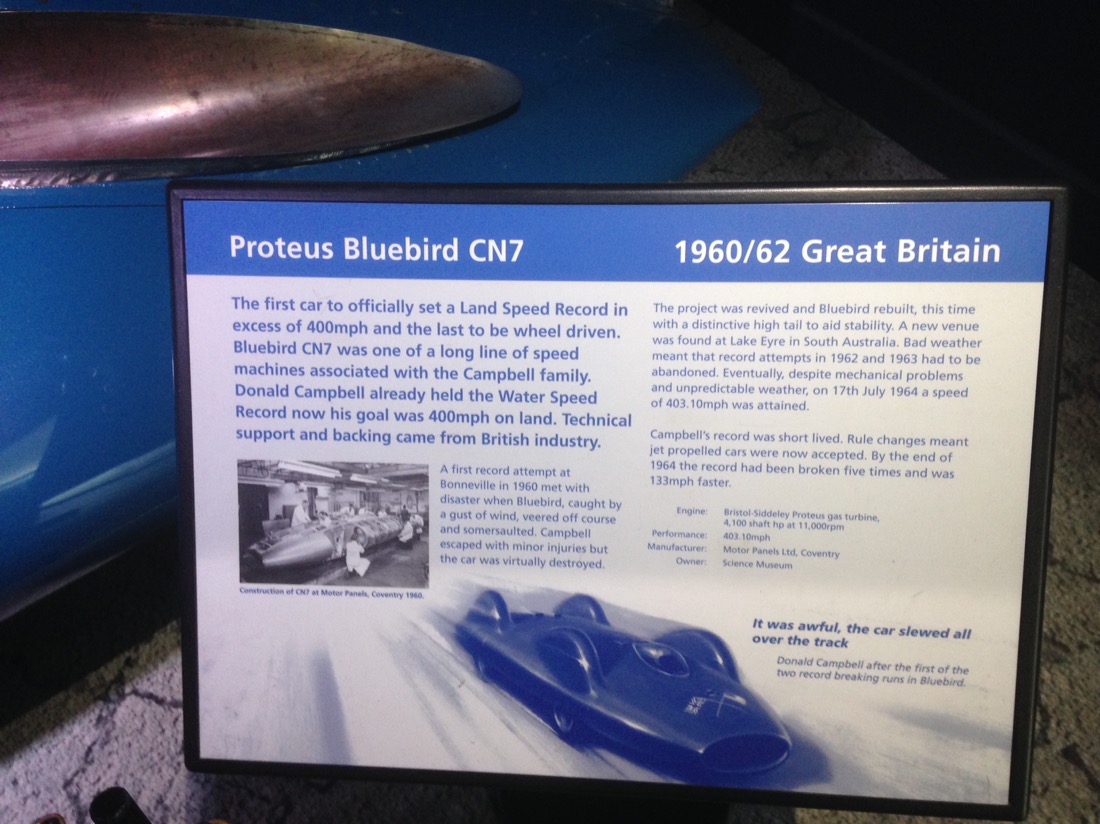 Proteus Bluebird CN7
1960/62 Great Britain
The first car to officially set a Land Speed Record in
excess of 400mph and the last to be wheel driven.
Bluebird CN7 was one of a long line of speed
machines associated with the Campbell family.
Donald Campbell already held the Water Speed
Record now his goal was 400mph on land. Technical
support and backing came from British industry.
A first record attempt at
Bonneville in 1960 met with
disaster when Bluebird, caught by
a gust of wind, veered off course
and somersaulted. Campbell
escaped with minor injuries but
the car was virtually destroyed.
Construction of CN7 at Motor Panels, Coventry 1960.
The project was revived and Bluebird rebuilt, this time
with a distinctive high tail to aid stability. A new venue
was found at Lake Eyre in South Australia. Bad weather
meant that record attempts in 1962 and 1963 had to be
abandoned. Eventually, despite mechanical problems
and unpredictable weather, on 17th July 1964 a speed
of 403.10mph was attained.
Campbell's record was short lived. Rule changes meant
jet propelled cars were now accepted. By the end of
1964 the record had been broken five times and was
133mph faster.
Engine: Bristol-Siddeley Proteus gas turbine,
4,100 shaft hp at 11,000rpm
Performance: 403.10mph
Manufacturer: Motor Panels Ltd, Coventry
Owner: Science Museum
It was awful, the car slewed all
over the track
Donald Campbell after the first of the
two record breaking runs in Bluebird.